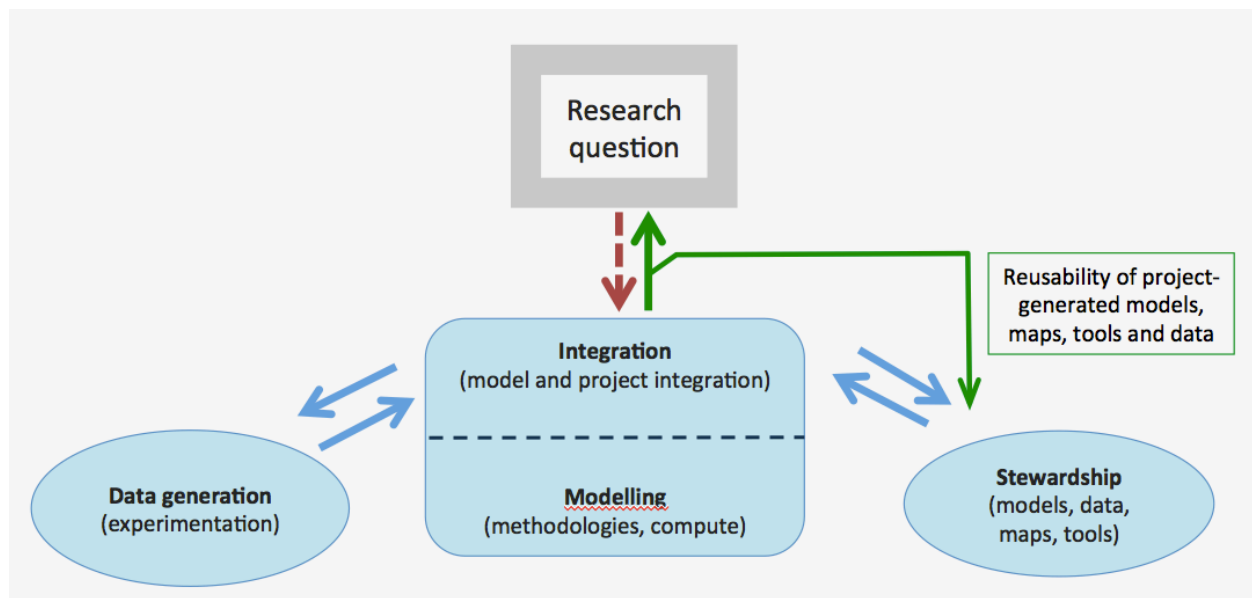 Research
question
Reusability of project-
generated models,
maps, tools and data
Integration
(model and project integration)
Data generation
(experimentation)
Modelling
(methodologies, compute)
Stewardship
(models, data,
maps, tools)